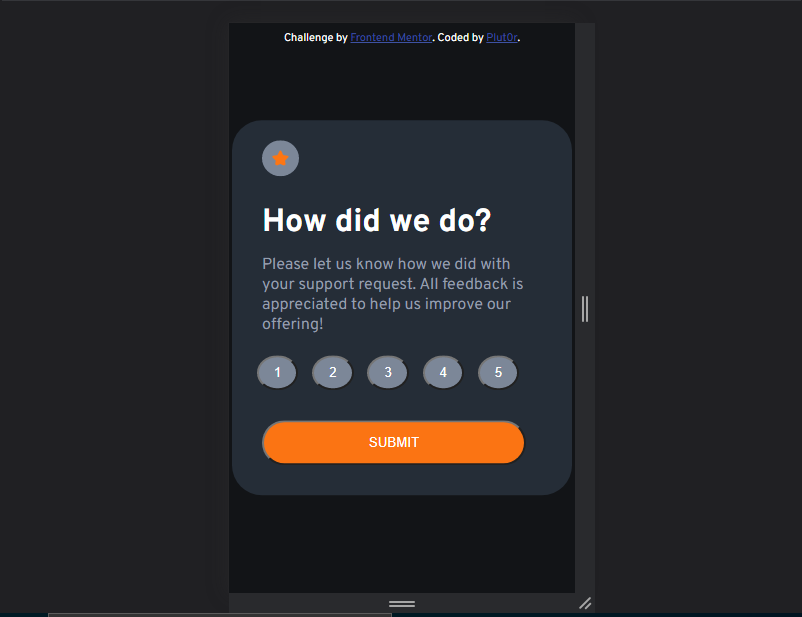 Challenge by Frontend Mentor. Coded by Plut0r.
How did we do?
Please let us know how we did with
your support request. All feedback is
appreciated to help us improve our
offering!
1 2 3 4 5
SUBMIT